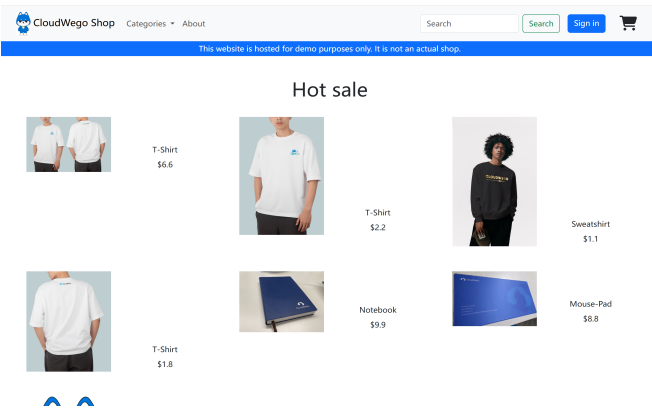 CloudWego Shop Categories About Search Search Sign in
This website is hosted for demo purposes only. It is not an actual shop.
Hot sale
T-Shirt
$6.6
T-Shirt
$2.2
Sweatshirt
$1.1
T-Shirt
$1.8
Notebook
$9.9
Mouse-Pad
$8.8